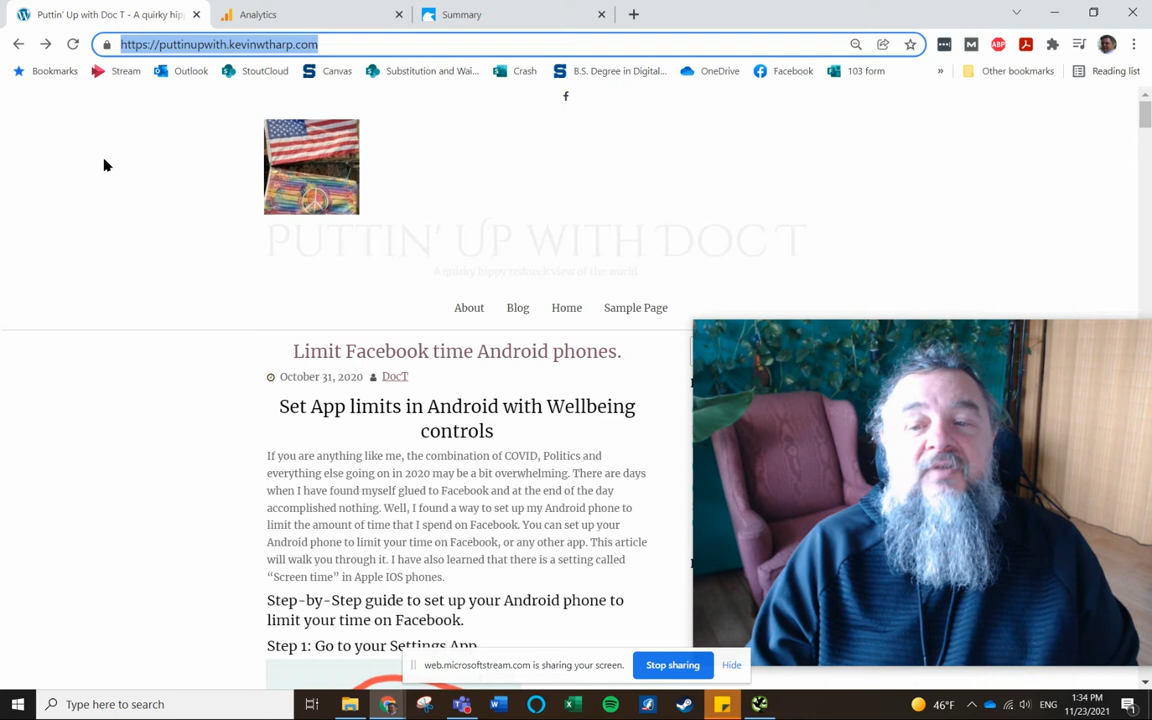 Puttin' Up with Doc T - A quirky hip
Analytics
Summary
https://puttinupwith.kevinwtharp.com
Bookmarks
Stream
Outlook
StoutCloud
Canvas
Substitution and Wai...
Crash
B.S. Degree in Digital...
OneDrive
Facebook
103 form
»
Other bookmarks
Reading list
PUTTIN' UP WITH DOC T
A quirky hippy redneck view of the world
About
Blog
Home
Sample Page
Limit Facebook time Android phones.
October 31, 2020
DocT
Set App limits in Android with Wellbeing
controls
If you are anything like me, the combination of COVID, Politics and
everything else going on in 2020 may be a bit overwhelming. There are days
when I have found myself glued to Facebook and at the end of the day
accomplished nothing. Well, I found a way to set up my Android phone to
limit the amount of time that I spend on Facebook. You can set up your
Android phone to limit your time on Facebook, or any other app. This article
will walk you through it. I have also learned that there is a setting called
“Screen time” in Apple IOS phones.
Step-by-Step guide to set up your Android phone to
limit your time on Facebook.
Step 1: Go to your Settings App
web.microsoftstream.com is sharing your screen.
Stop sharing
Hide
Type here to search
46°F
ENG
1:34 PM
11/23/2021